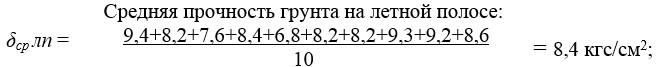 Средняя прочность грунта на летной полосе:
δср лп = 9,4+8,2+7,6+8,4+6,8+8,2+8,2+9,3+9,2+8,6 / 10 = 8,4 кгс/см²;